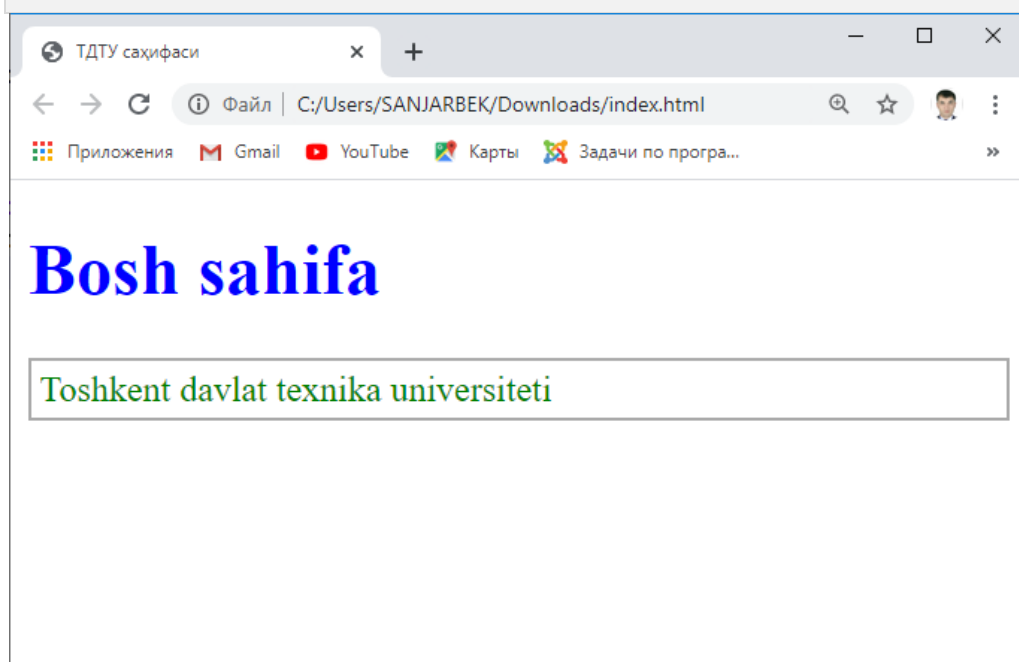 ТДТУ саҳифаси
Файл | C:/Users/SANJARBEK/Downloads/index.html
Приложения Gmail YouTube Карты Задачи по програ...
Bosh sahifa
Toshkent davlat texnika universiteti